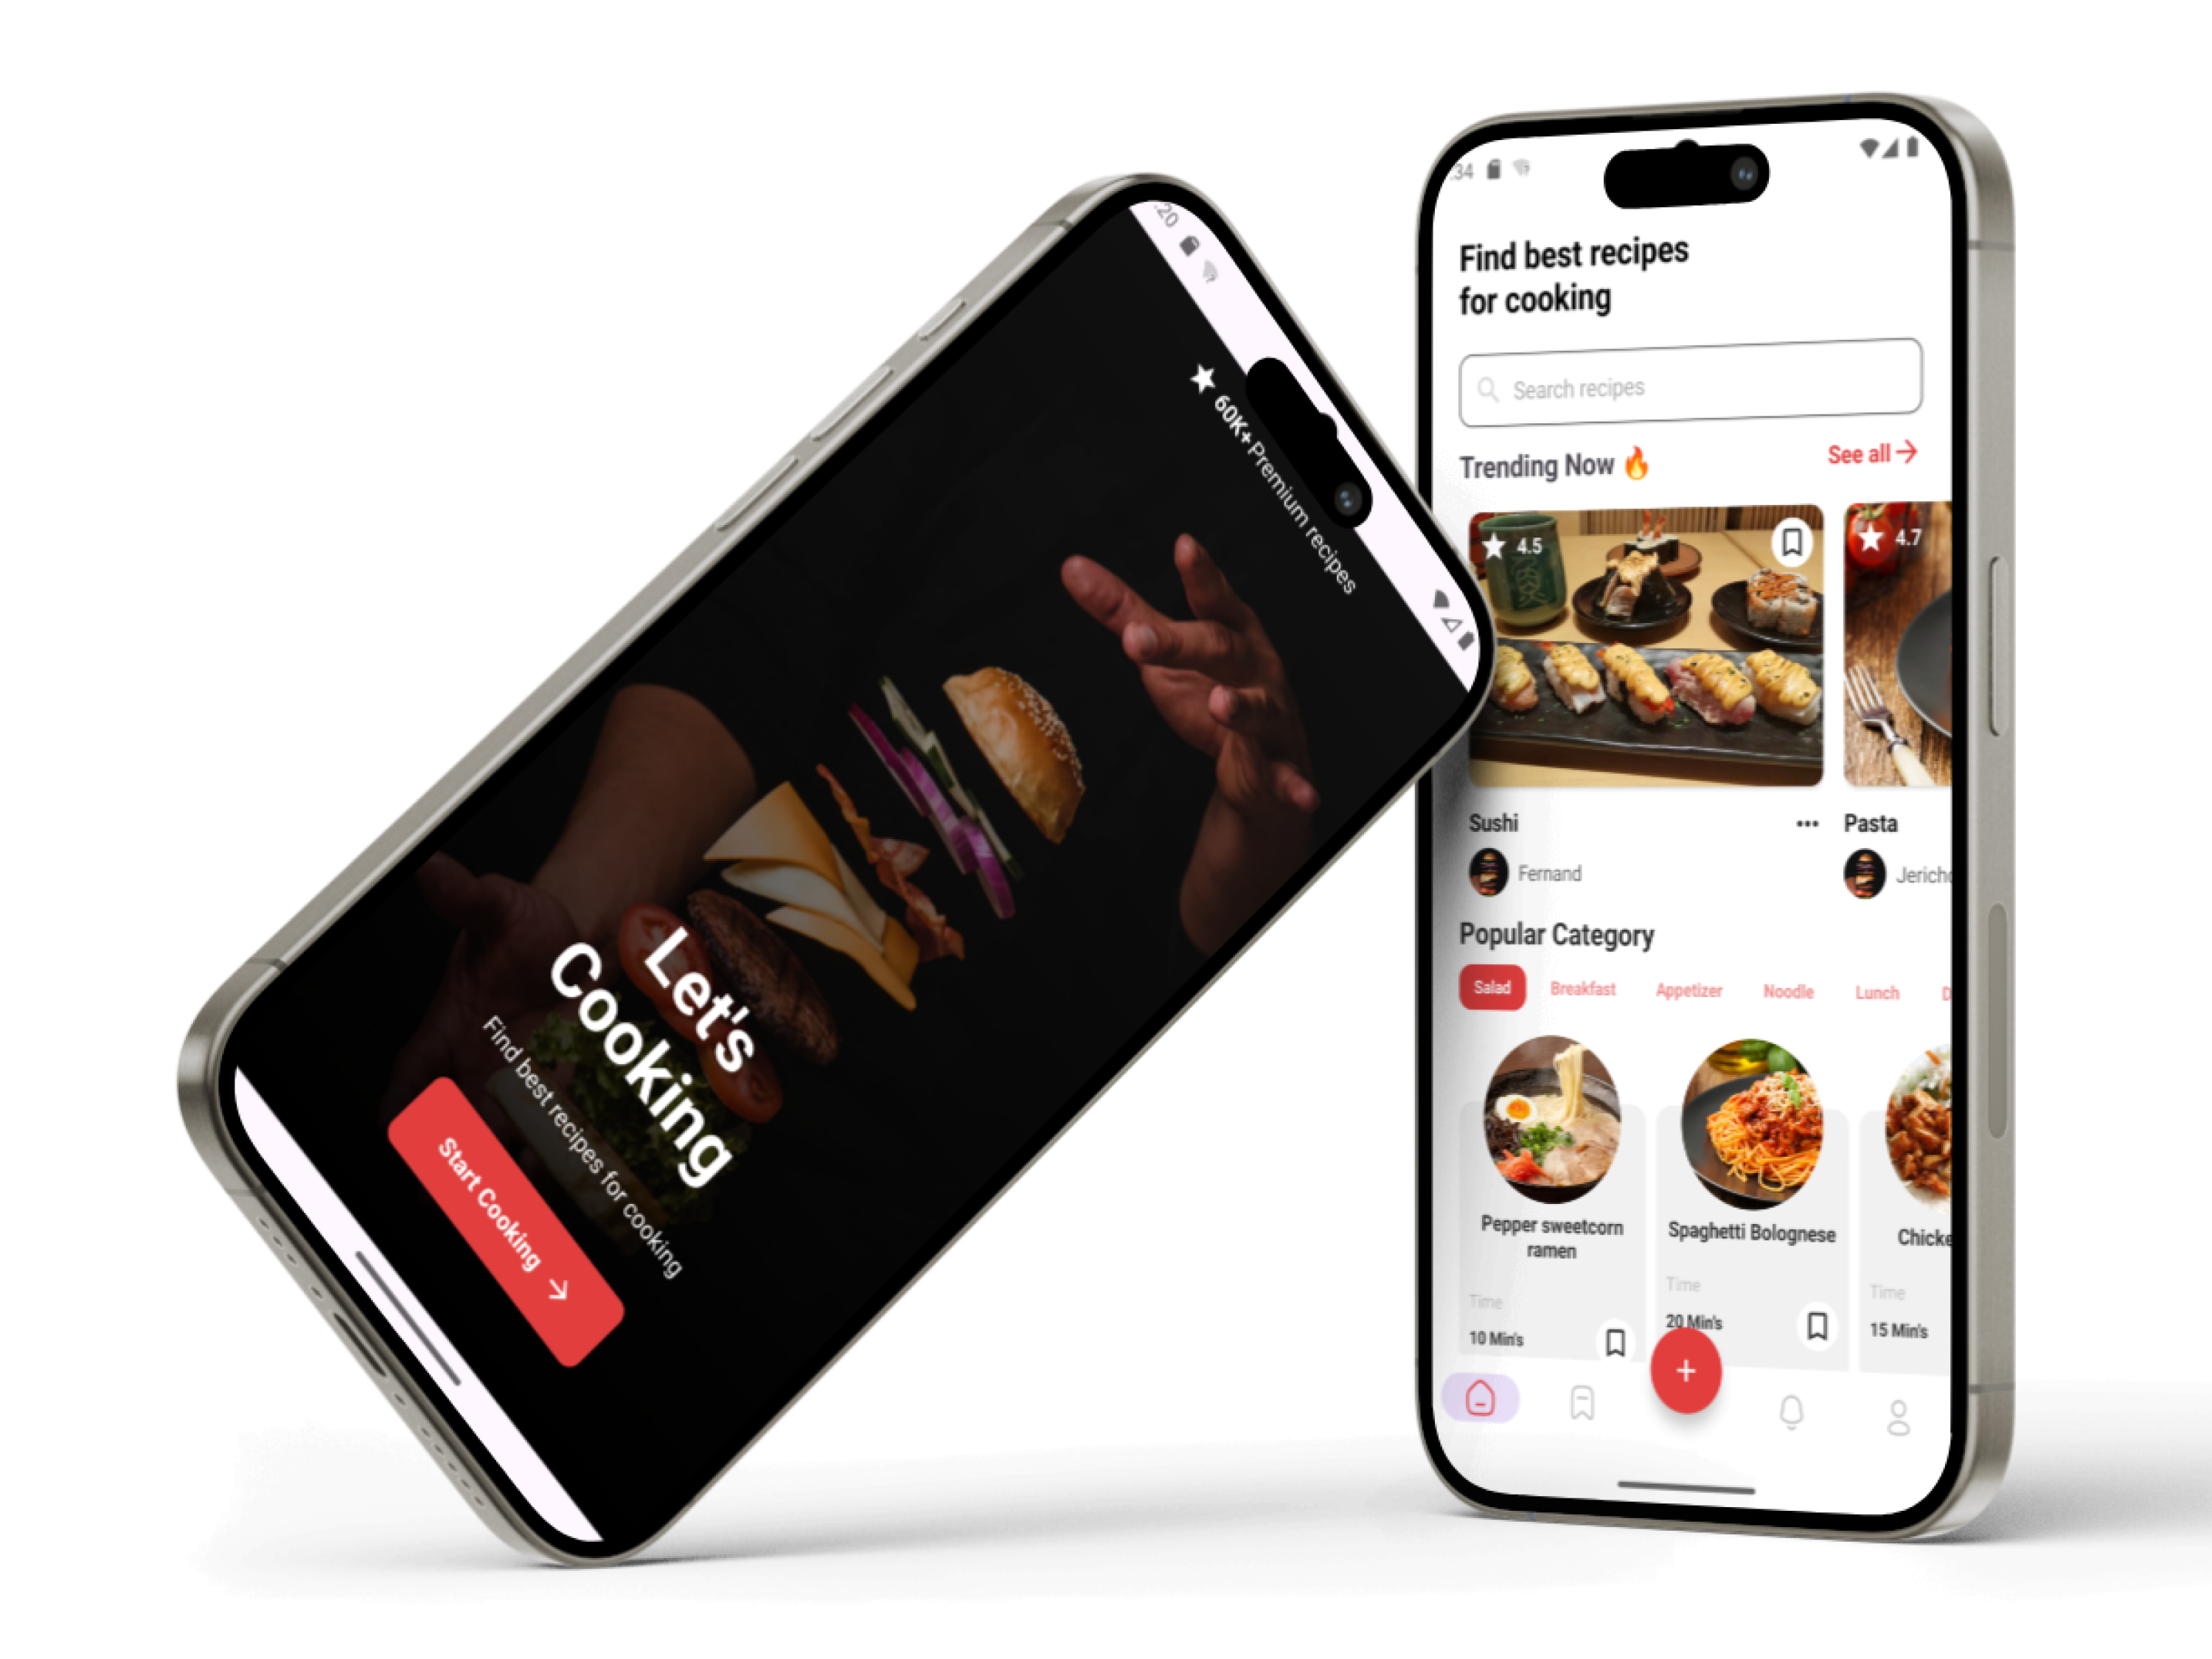 :20
★ 60K+ Premium recipes
Let's
Cooking
Find best recipes for cooking
Start Cooking →
:34
Find best recipes
for cooking
Search recipes
Trending Now 🔥
See all →
★ 4.5
★ 4.7
Sushi
•••
Pasta
Fernand
Jericho
Popular Category
Salad
Breakfast
Appetizer
Noodle
Lunch
D
Pepper sweetcorn
ramen
Spaghetti Bolognese
Chicke
Time
Time
Time
10 Min's
20 Min's
15 Min's
+